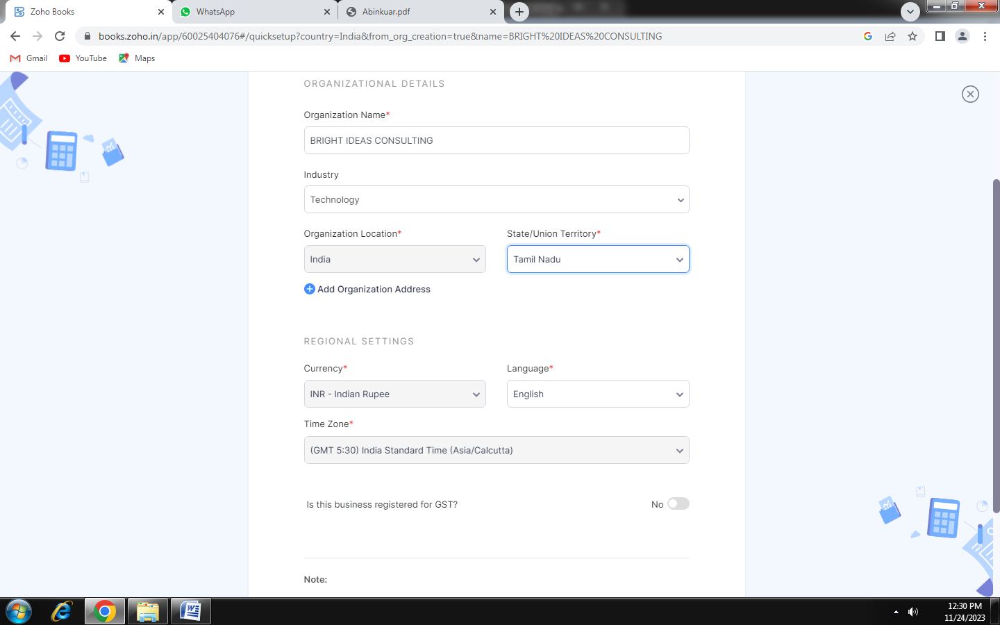 Zoho Books
WhatsApp
Abinkuar.pdf
books.zoho.in/app/60025404076#/quicksetup?country=India&from_org_creation=true&name=BRIGHT%20IDEAS%20CONSULTING
Gmail
YouTube
Maps
ORGANIZATIONAL DETAILS
Organization Name*
BRIGHT IDEAS CONSULTING
Industry
Technology
Organization Location* State/Union Territory*
India Tamil Nadu
Add Organization Address
REGIONAL SETTINGS
Currency* Language*
INR - Indian Rupee English
Time Zone*
(GMT 5:30) India Standard Time (Asia/Calcutta)
Is this business registered for GST? No
Note:
12:30 PM
11/24/2023